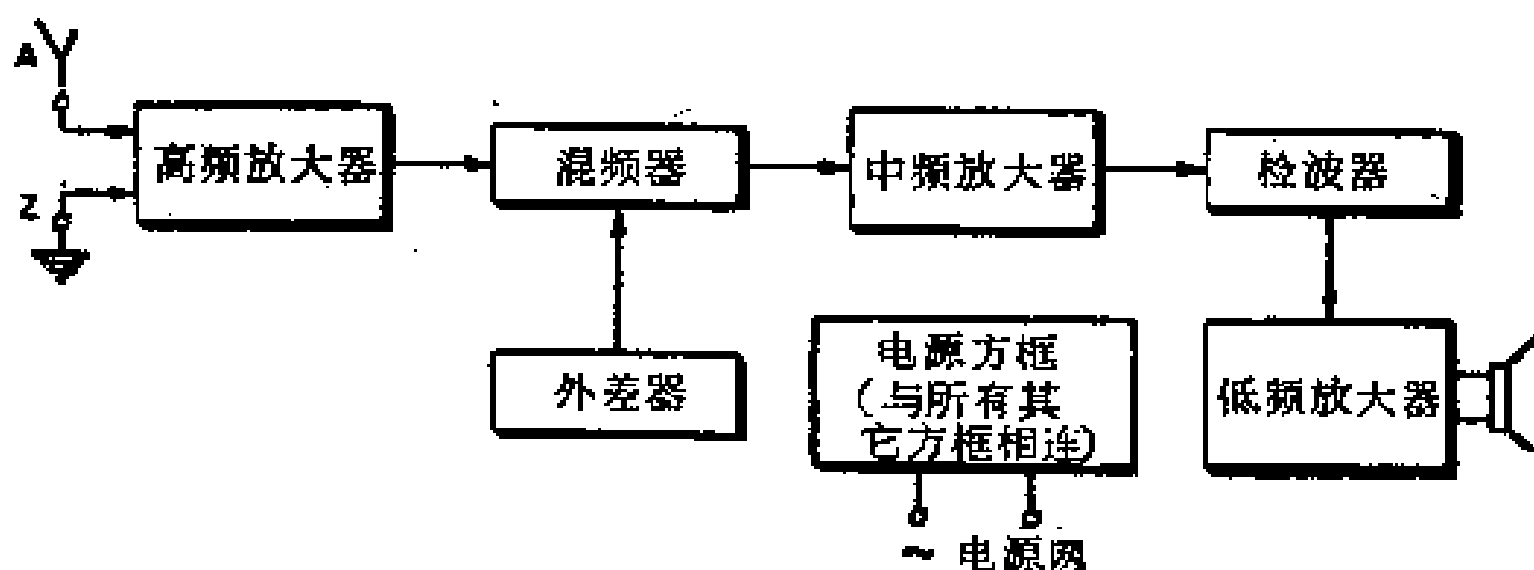 A
高频放大器
混频器
中频放大器
检波器
Z
外差器
电源方框
(与所有其
它方框相连)
低频放大器
~ 电源网